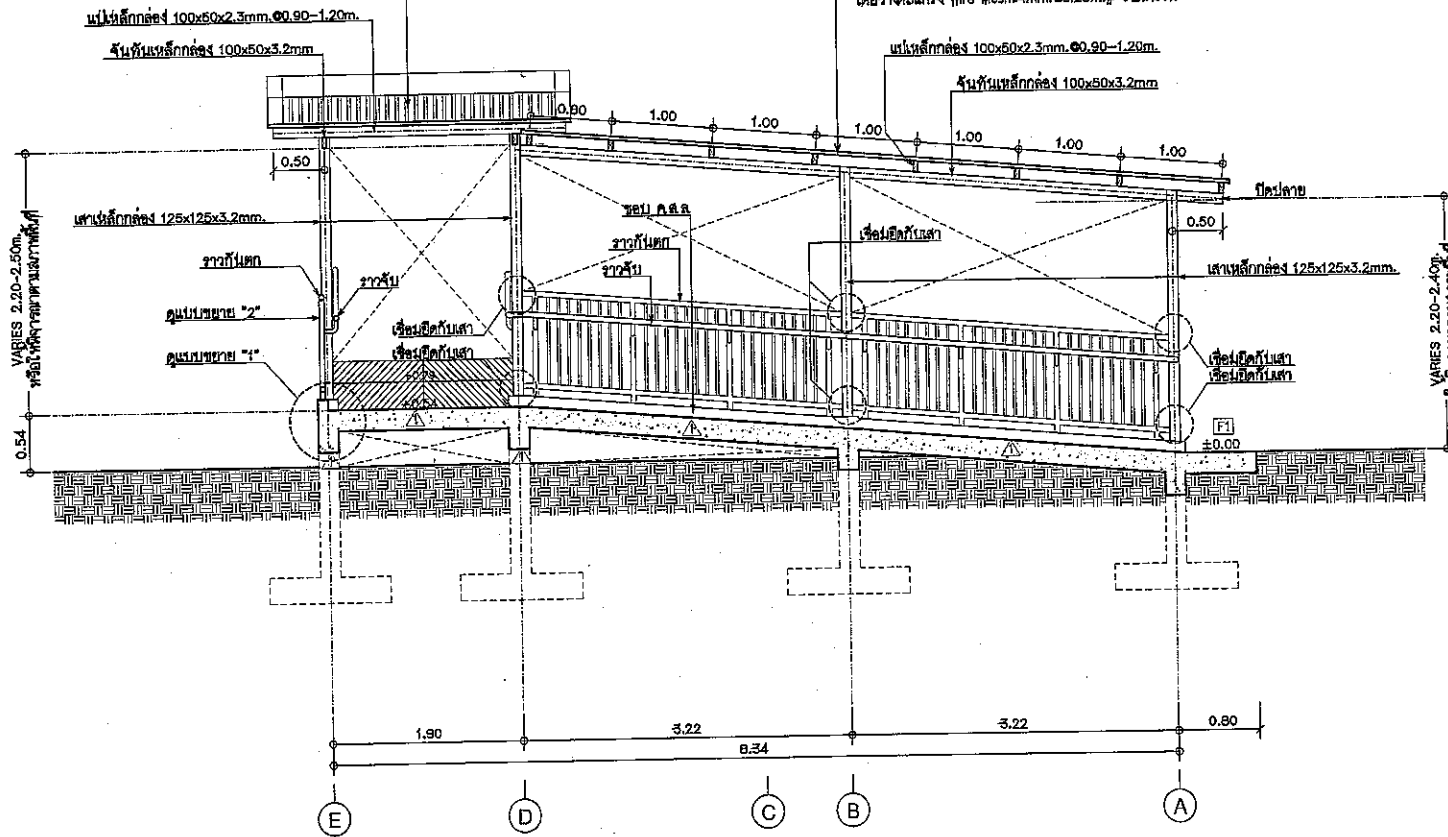 แปเหล็กกล่อง 100x50x2.3mm.@0.90-1.20m.
จันทันเหล็กกล่อง 100x50x3.2mm
แปเหล็กกล่อง 100x50x2.3mm.@0.90-1.20m.
จันทันเหล็กกล่อง 100x50x3.2mm
0.80
1.00
1.00
1.00
1.00
1.00
1.00
1.00
0.50
ปิดปลาย
0.50
เสาเหล็กกล่อง 125x125x3.2mm.
ขอบ ค.ส.ล
ราวกันตก
ราวจับ
เชื่อมยึดกับเสา
เสาเหล็กกล่อง 125x125x3.2mm.
VARIES 2.20-2.50m.
VARIES 2.20-2.40m.
ราวกันตก
ราวจับ
ดูแบบขยาย "2"
ดูแบบขยาย "1"
เชื่อมยึดกับเสา
เชื่อมยึดกับเสา
เชื่อมยึดกับเสา
เชื่อมยึดกับเสา
+0.54
0.54
F1
±0.00
1.90
3.22
3.22
0.80
8.34
E
D
C
B
A